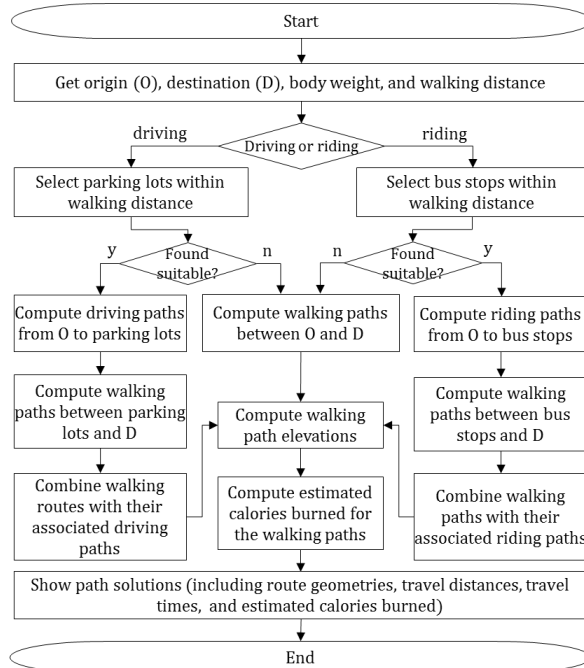 Start
Get origin (O), destination (D), body weight, and walking distance
driving
Driving or riding
riding
Select parking lots within
walking distance
Select bus stops within
walking distance
y
Found
suitable?
n
n
Found
suitable?
y
Compute driving paths
from O to parking lots
Compute walking paths
between O and D
Compute riding paths
from O to bus stops
Compute walking
paths between parking
lots and D
Compute walking
path elevations
Compute walking
paths between bus
stops and D
Combine walking
routes with their
associated driving
paths
Compute estimated
calories burned for
the walking paths
Combine walking
paths with their
associated riding paths
Show path solutions (including route geometries, travel distances, travel
times, and estimated calories burned)
End